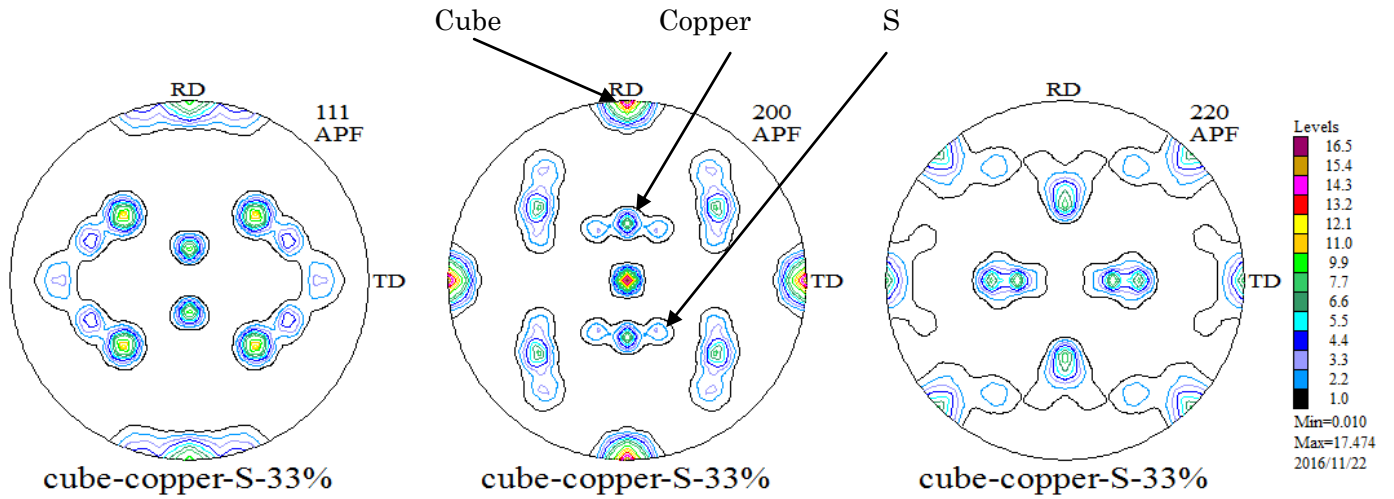 Cube Copper S
RD
111
APF
TD
cube-copper-S-33%
RD
200
APF
TD
cube-copper-S-33%
RD
220
APF
TD
cube-copper-S-33%
Levels
16.5
15.4
14.3
13.2
12.1
11.0
9.9
7.7
6.6
5.5
4.4
3.3
2.2
1.0
Min=0.010
Max=17.474
2016/11/22